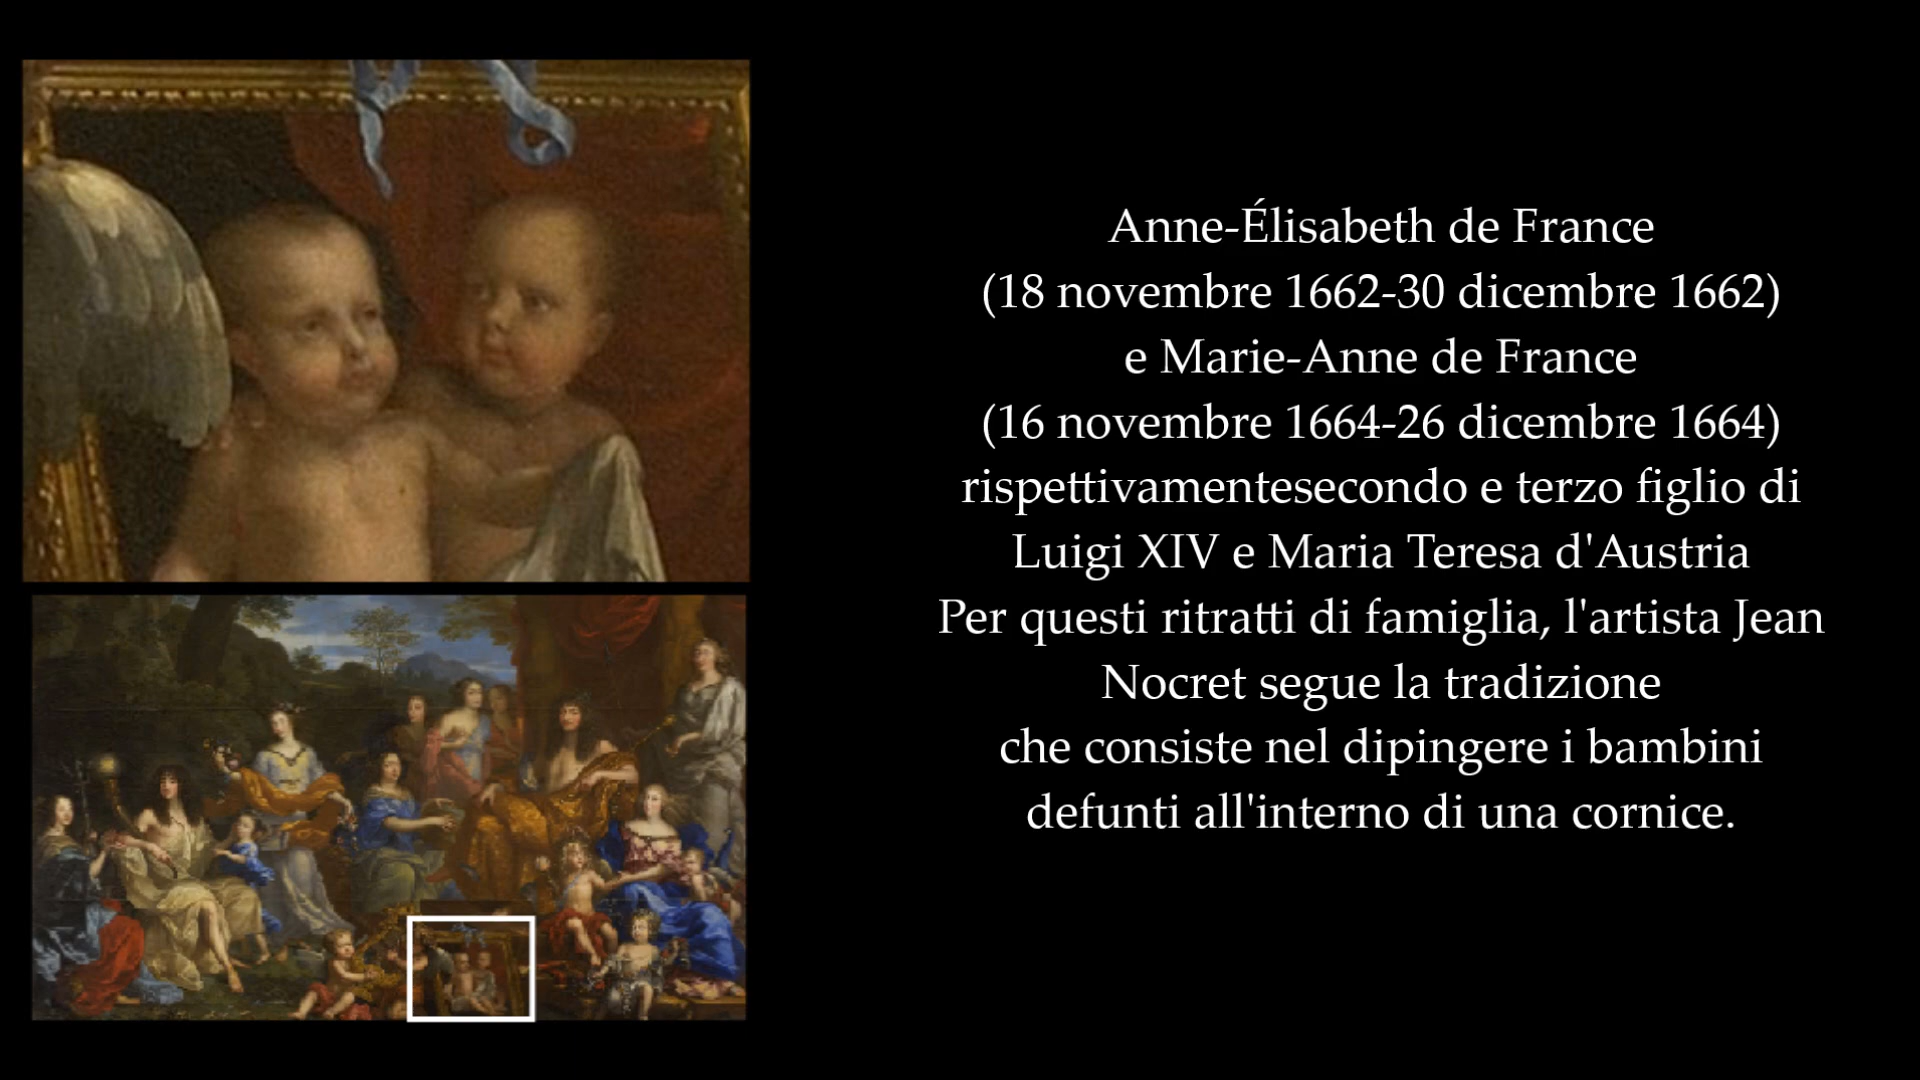 Anne-Élisabeth de France
(18 novembre 1662-30 dicembre 1662)
e Marie-Anne de France
(16 novembre 1664-26 dicembre 1664)
rispettivamentesecondo e terzo figlio di
Luigi XIV e Maria Teresa d'Austria
Per questi ritratti di famiglia, l'artista Jean
Nocret segue la tradizione
che consiste nel dipingere i bambini
defunti all'interno di una cornice.